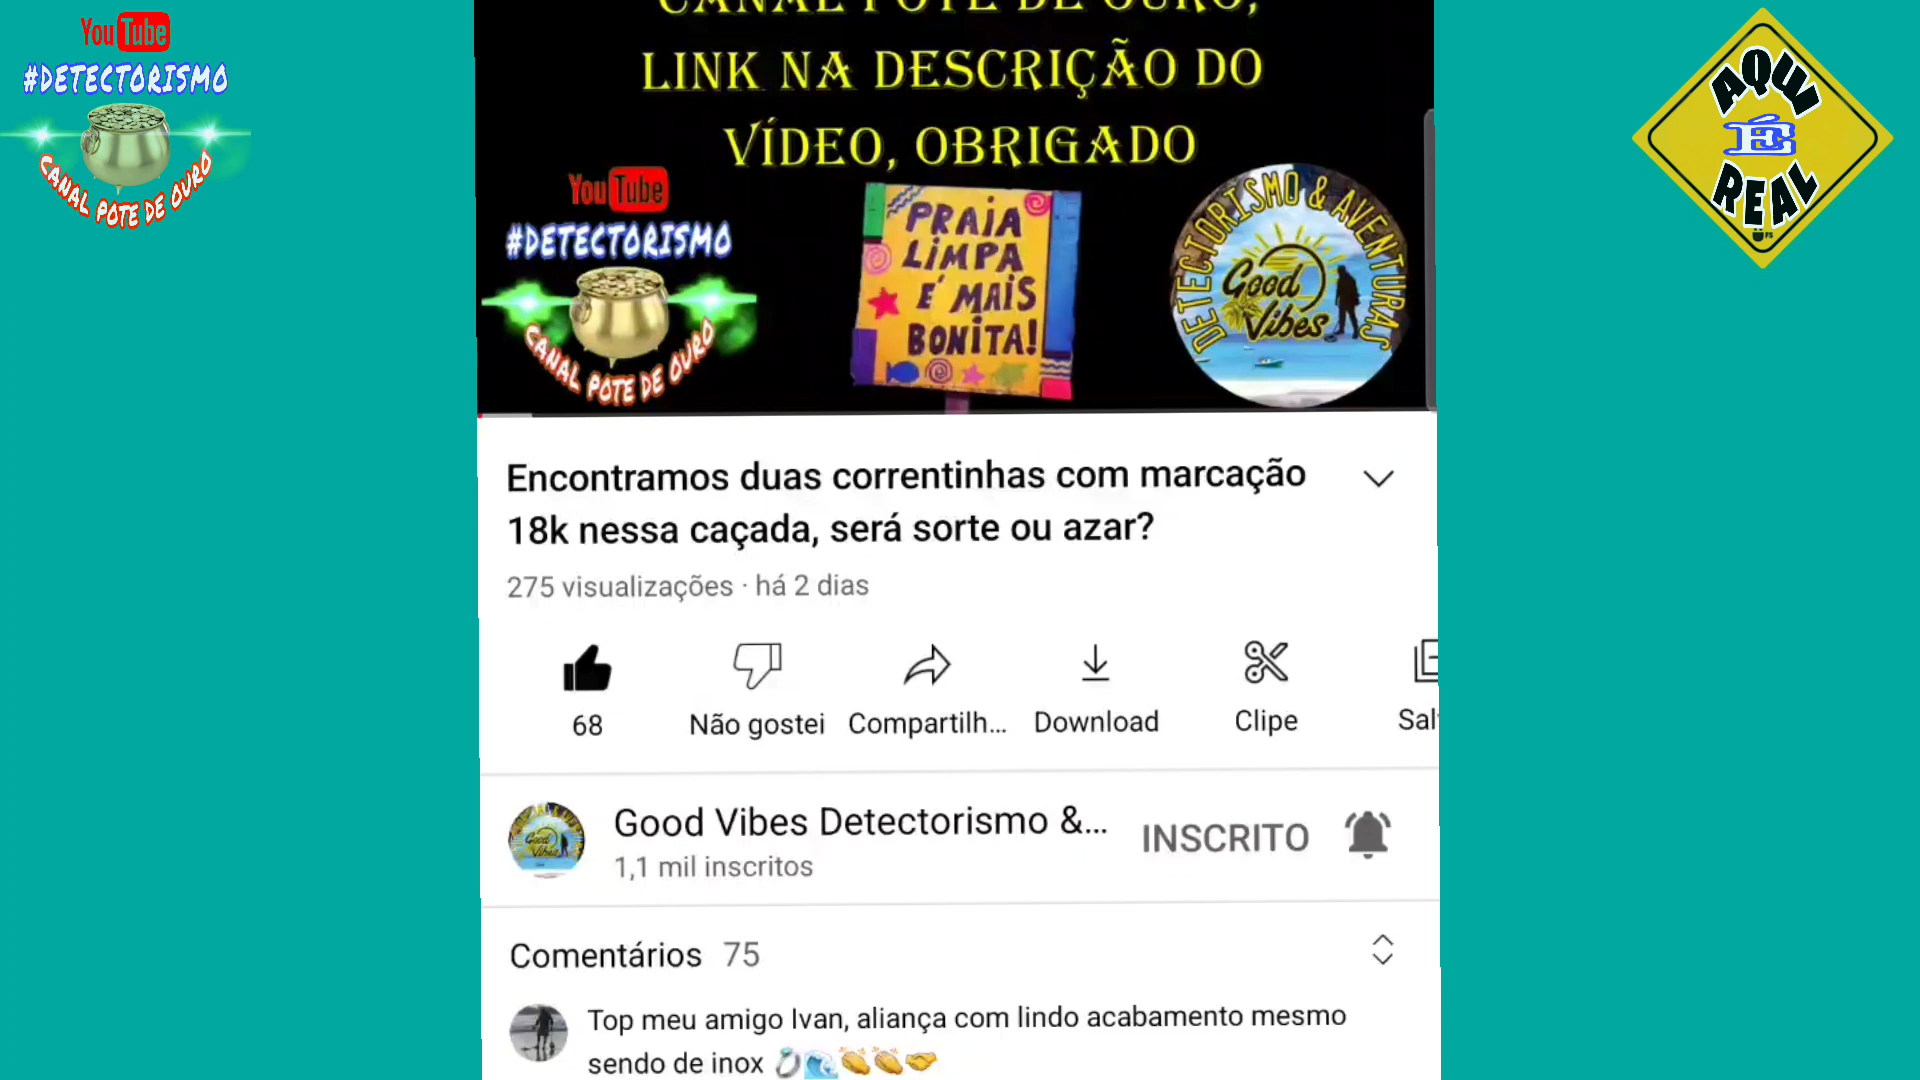 YouTube
#DETECTORISMO
CANAL POTE DE OURO
AQUI
É
REAL
CANAL POTE DE OURO,
LINK NA DESCRIÇÃO DO
VÍDEO, OBRIGADO
YouTube
#DETECTORISMO
CANAL POTE DE OURO
PRAIA
LIMPA
É MAIS
BONITA!
DETECTORISMO & AVENTURAS
Good
Vibes
Encontramos duas correntinhas com marcação
18k nessa caçada, será sorte ou azar?
275 visualizações · há 2 dias
68
Não gostei
Compartilh...
Download
Clipe
Sal
Good Vibes Detectorismo &...
1,1 mil inscritos
INSCRITO
Comentários 75
Top meu amigo Ivan, aliança com lindo acabamento mesmo
sendo de inox 💍🌊👏👏🤝